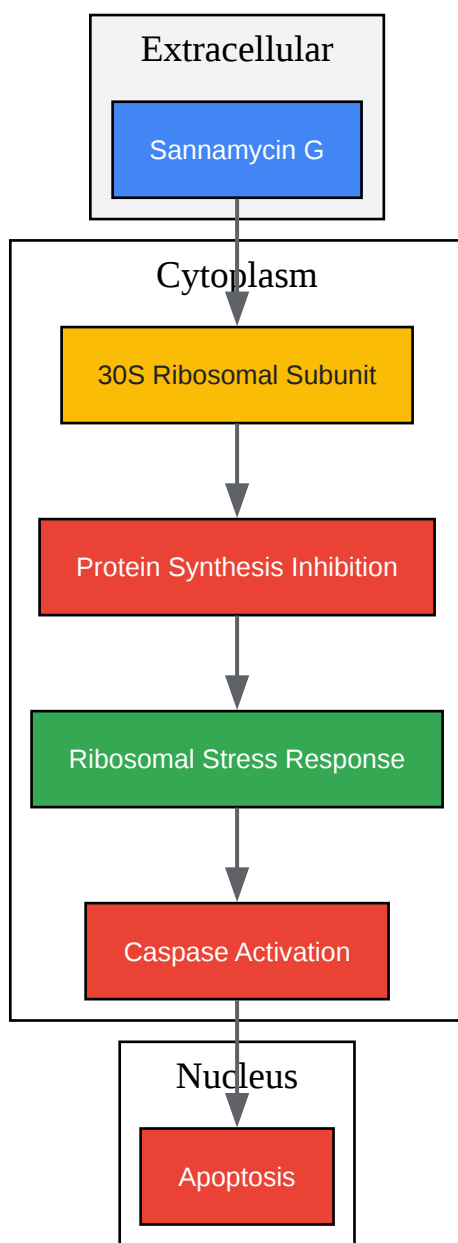 Extracellular
Sannamycin G
Cytoplasm
30S Ribosomal Subunit
Protein Synthesis Inhibition
Ribosomal Stress Response
Caspase Activation
Nucleus
Apoptosis